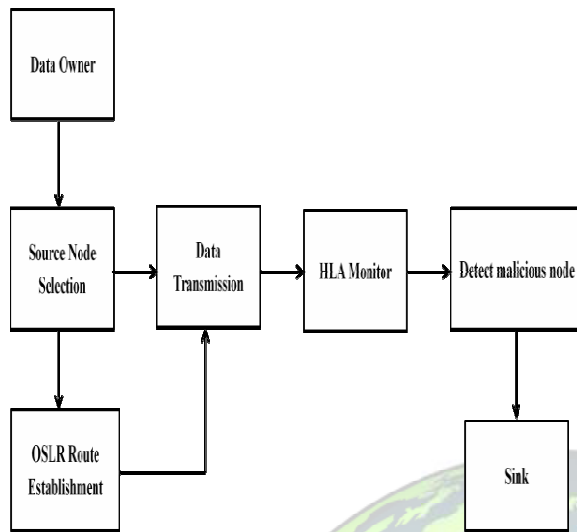 Data Owner
Source Node
Selection
Data
Transmission
HLA Monitor
Detect malicious node
OSLR Route
Establishment
Sink